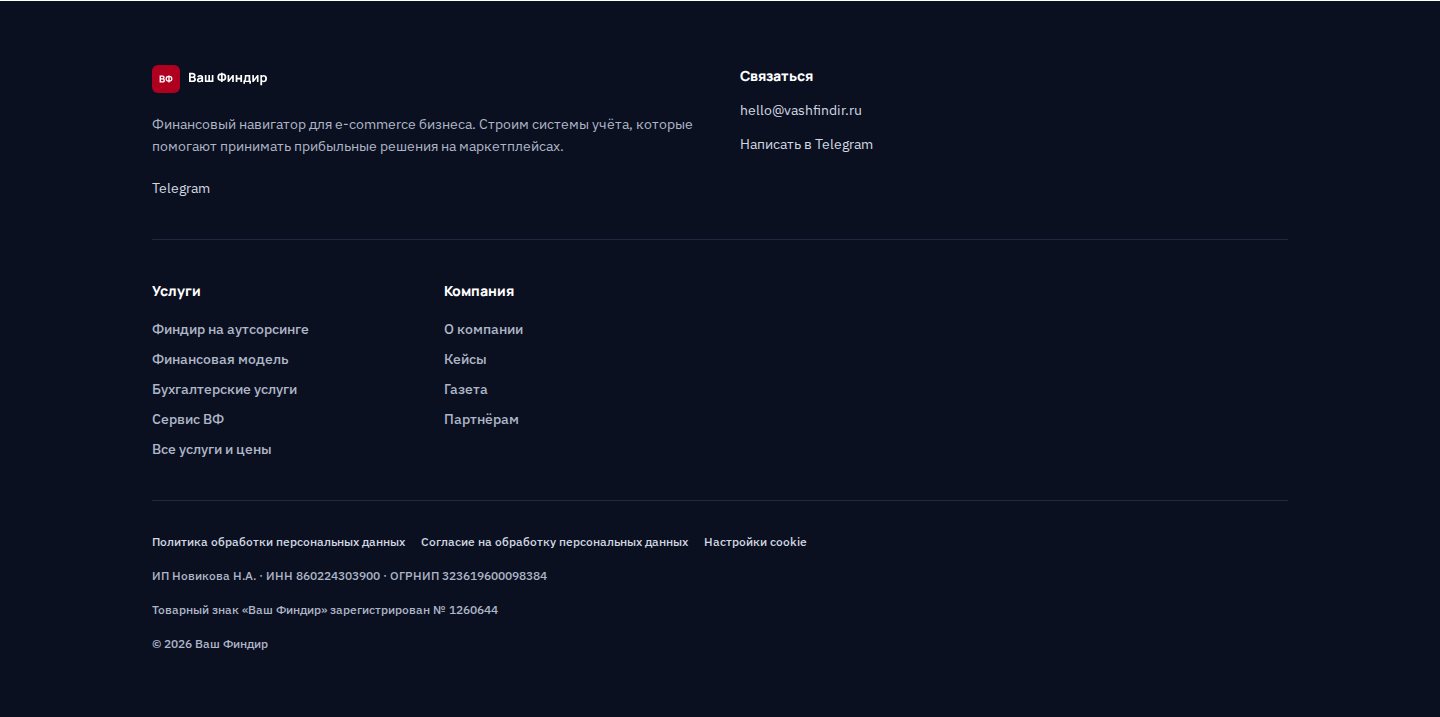 ВФ Ваш Финдир
Финансовый навигатор для e-commerce бизнеса. Строим системы учёта, которые
помогают принимать прибыльные решения на маркетплейсах.
Telegram
Связаться
hello@vashfindir.ru
Написать в Telegram
Услуги
Финдир на аутсорсинге
Финансовая модель
Бухгалтерские услуги
Сервис ВФ
Все услуги и цены
Компания
О компании
Кейсы
Газета
Партнёрам
Политика обработки персональных данных Согласие на обработку персональных данных Настройки cookie
ИП Новикова Н.А. · ИНН 860224303900 · ОГРНИП 323619600098384
Товарный знак «Ваш Финдир» зарегистрирован № 1260644
© 2026 Ваш Финдир